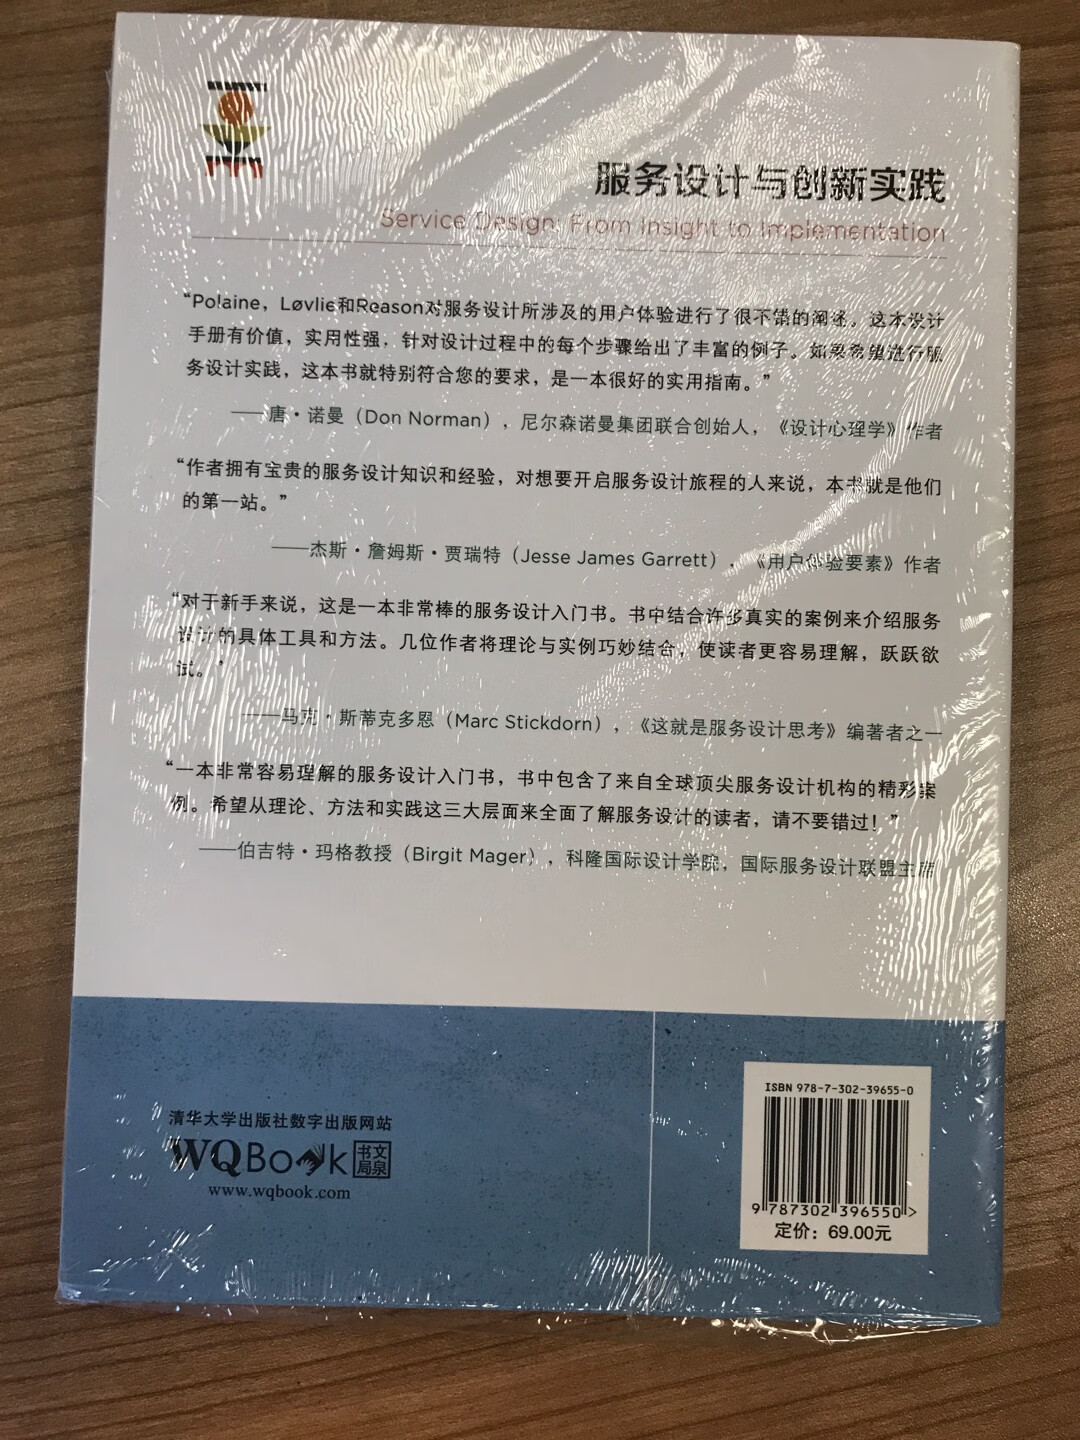 服务设计与创新实践
Service Design: From Insight to Implementation
“Polaine，Løvlie和Reason对服务设计所涉及的用户体验进行了很不错的阐述。这本设计
手册有价值，实用性强，针对设计过程中的每个步骤给出了丰富的例子。如果希望进行服
务设计实践，这本书就特别符合您的要求，是一本很好的实用指南。”
——唐·诺曼（Don Norman），尼尔森诺曼集团联合创始人，《设计心理学》作者
“作者拥有宝贵的服务设计知识和经验，对想要开启服务设计旅程的人来说，本书就是他们
的第一站。”
——杰斯·詹姆斯·贾瑞特（Jesse James Garrett），《用户体验要素》作者
“对于新手来说，这是一本非常棒的服务设计入门书。书中结合许多真实的案例来介绍服务
设计的具体工具和方法。几位作者将理论与实例巧妙结合，使读者更容易理解，跃跃欲
试。”
——马克·斯蒂克多恩（Marc Stickdorn），《这就是服务设计思考》编著者之一
“一本非常容易理解的服务设计入门书，书中包含了来自全球顶尖服务设计机构的精彩案
例。希望从理论、方法和实践这三大层面来全面了解服务设计的读者，请不要错过！”
——伯吉特·玛格教授（Birgit Mager），科隆国际设计学院，国际服务设计联盟主席
清华大学出版社数字出版网站
WQBook 书文局泉
www.wqbook.com
ISBN 978-7-302-39655-0
9 787302 396550 >
定价：69.00元